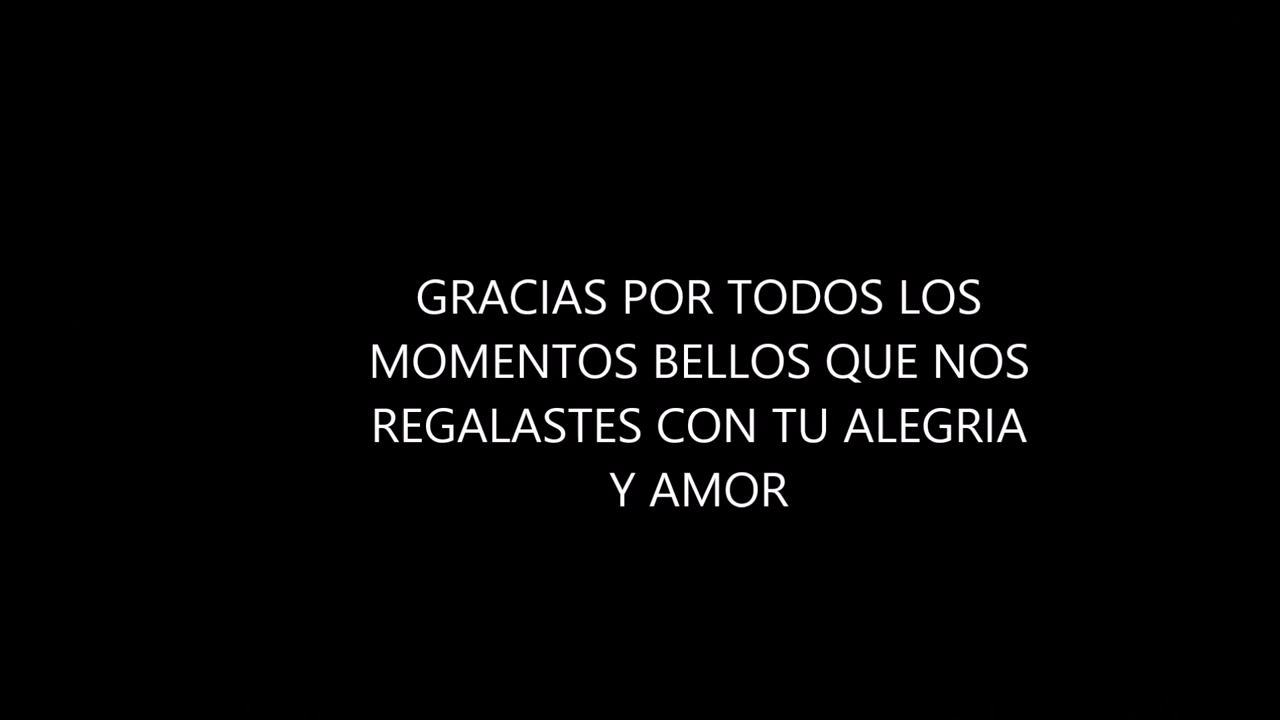 GRACIAS POR TODOS LOS
MOMENTOS BELLOS QUE NOS
REGALASTES CON TU ALEGRIA
Y AMOR